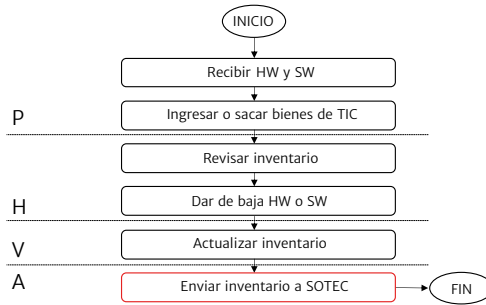 INICIO
Recibir HW y SW
P
Ingresar o sacar bienes de TIC
Revisar inventario
H
Dar de baja HW o SW
V
Actualizar inventario
A
Enviar inventario a SOTEC
FIN